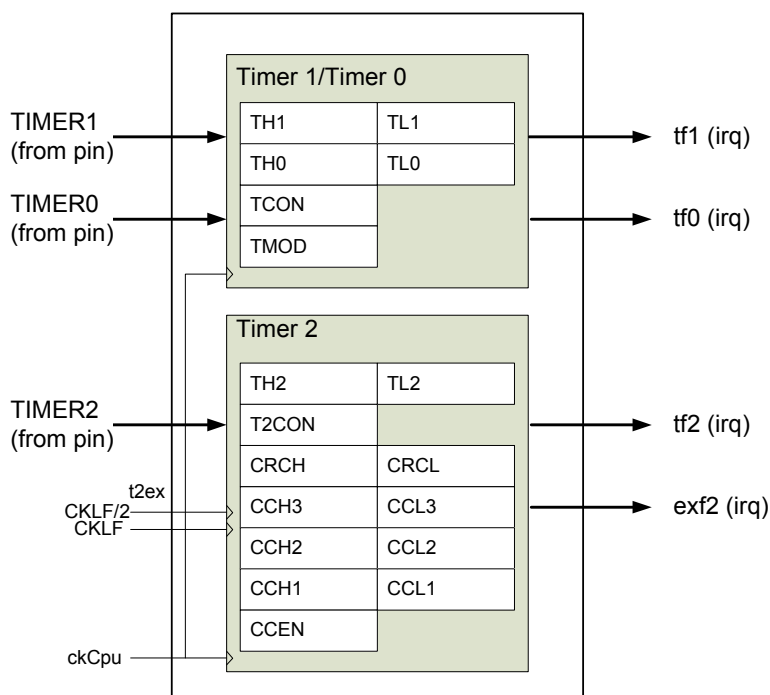 Timer 1/Timer 0
TIMER1
(from pin)
TH1 TL1
tf1 (irq)
TH0 TL0
TIMER0
(from pin)
TCON
tf0 (irq)
TMOD
Timer 2
TH2 TL2
TIMER2
(from pin)
T2CON
tf2 (irq)
CRCH CRCL
t2ex
CKLF/2
CKLF
CCH3 CCL3
exf2 (irq)
CCH2 CCL2
CCH1 CCL1
CCEN
ckCpu